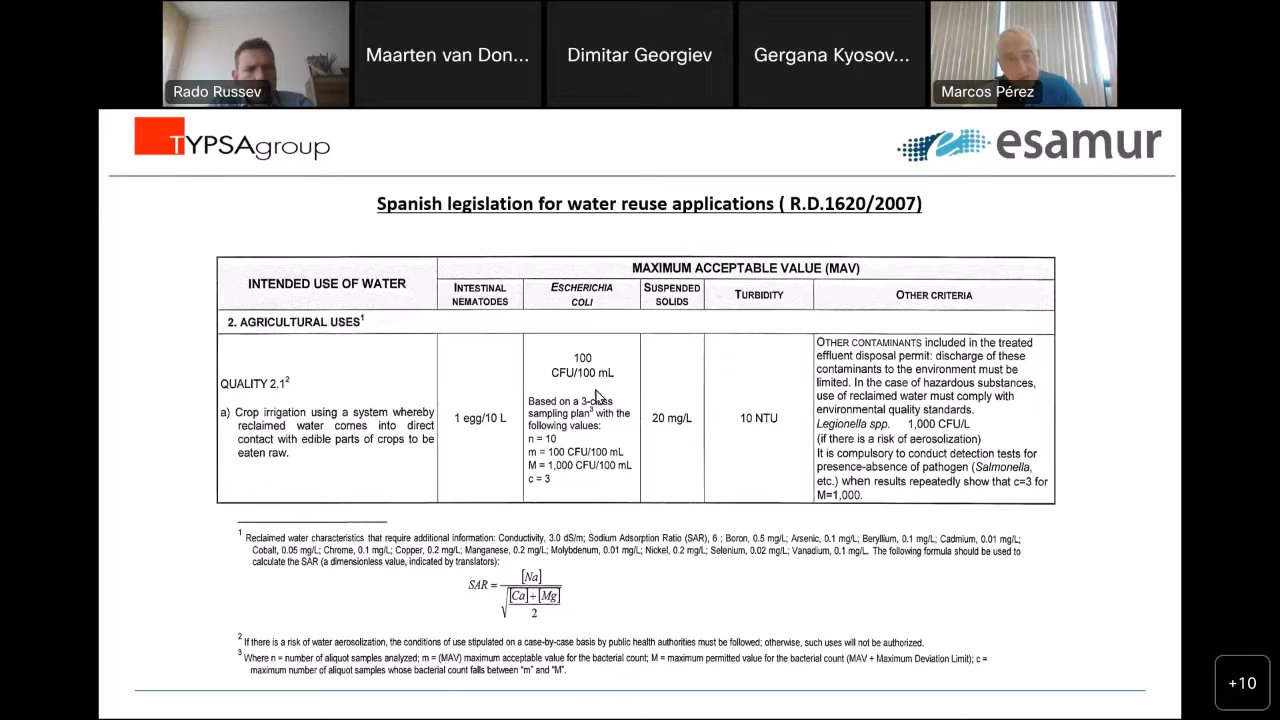 Maarten van Don...
Dimitar Georgiev
Gergana Kyosov...
Rado Russev
Marcos Pérez
TYPSAgroup
esamur
Spanish legislation for water reuse applications ( R.D.1620/2007)
INTENDED USE OF WATER
MAXIMUM ACCEPTABLE VALUE (MAV)
INTESTINAL
NEMATODES
ESCHERICHIA
COLI
SUSPENDED
SOLIDS
TURBIDITY
OTHER CRITERIA
2. AGRICULTURAL USES1
QUALITY 2.12
a) Crop irrigation using a system whereby
reclaimed water comes into direct
contact with edible parts of crops to be
eaten raw.
1 egg/10 L
100
CFU/100 mL
Based on a 3-class
sampling plan3 with the
following values:
n = 10
m = 100 CFU/100 mL
M = 1,000 CFU/100 mL
c = 3
20 mg/L
10 NTU
OTHER CONTAMINANTS included in the treated
effluent disposal permit: discharge of these
contaminants to the environment must be
limited. In the case of hazardous substances,
use of reclaimed water must comply with
environmental quality standards.
Legionella spp. 1,000 CFU/L
(if there is a risk of aerosolization)
It is compulsory to conduct detection tests for
presence-absence of pathogen (Salmonella,
etc.) when results repeatedly show that c=3 for
M=1,000.
1 Reclaimed water characteristics that require additional information: Conductivity, 3.0 dS/m; Sodium Adsorption Ratio (SAR), 6 ; Boron, 0.5 mg/L; Arsenic, 0.1 mg/L; Beryllium, 0.1 mg/L; Cadmium, 0.01 mg/L;
Cobalt, 0.05 mg/L; Chrome, 0.1 mg/L; Copper, 0.2 mg/L; Manganese, 0.2 mg/L; Molybdenum, 0.01 mg/L; Nickel, 0.2 mg/L; Selenium, 0.02 mg/L; Vanadium, 0.1 mg/L. The following formula should be used to
calculate the SAR (a dimensionless value, indicated by translators):
SAR = [Na]
√[Ca]+[Mg]
2
2 If there is a risk of water aerosolization, the conditions of use stipulated on a case-by-case basis by public health authorities must be followed; otherwise, such uses will not be authorized.
3 Where n = number of aliquot samples analyzed; m = (MAV) maximum acceptable value for the bacterial count; M = maximum permitted value for the bacterial count (MAV + Maximum Deviation Limit); c =
maximum number of aliquot samples whose bacterial count falls between "m" and "M".
+10